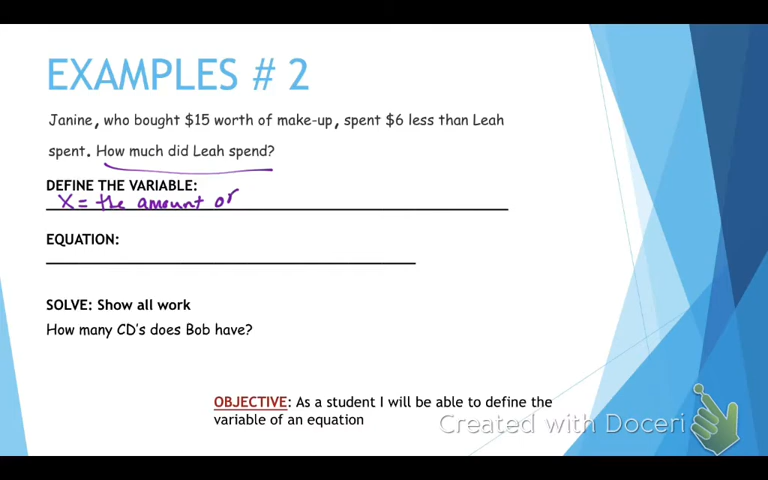 EXAMPLES # 2
Janine, who bought $15 worth of make-up, spent $6 less than Leah
spent. How much did Leah spend?
DEFINE THE VARIABLE:
X = the amount or
EQUATION:
SOLVE: Show all work
How many CD's does Bob have?
OBJECTIVE: As a student I will be able to define the
variable of an equation
Created with Doceri